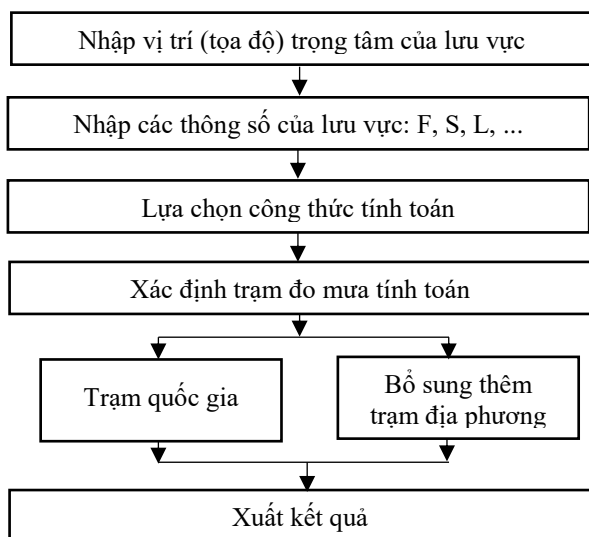 Nhập vị trí (tọa độ) trọng tâm của lưu vực
Nhập các thông số của lưu vực: F, S, L, ...
Lựa chọn công thức tính toán
Xác định trạm đo mưa tính toán
Trạm quốc gia
Bổ sung thêm
trạm địa phương
Xuất kết quả